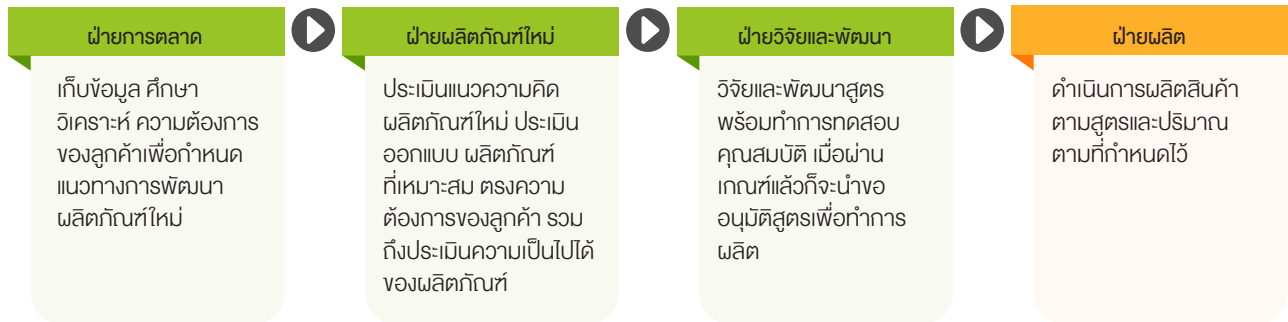 ฝ่ายการตลาด
เก็บข้อมูล ศึกษา
วิเคราะห์ ความต้องการ
ของลูกค้าเพื่อกำหนด
แนวทางการพัฒนา
ผลิตภัณฑ์ใหม่
ฝ่ายผลิตภัณฑ์ใหม่
ประเมินแนวความคิด
ผลิตภัณฑ์ใหม่ ประเมิน
ออกแบบ ผลิตภัณฑ์
ที่เหมาะสม ตรงความ
ต้องการของลูกค้า รวม
ถึงประเมินความเป็นไปได้
ของผลิตภัณฑ์
ฝ่ายวิจัยและพัฒนา
วิจัยและพัฒนาสูตร
พร้อมทำการทดสอบ
คุณสมบัติ เมื่อผ่าน
เกณฑ์แล้วก็จะนำขอ
อนุมัติสูตรเพื่อทำการ
ผลิต
ฝ่ายผลิต
ดำเนินการผลิตสินค้า
ตามสูตรและปริมาณ
ตามที่กำหนดไว้